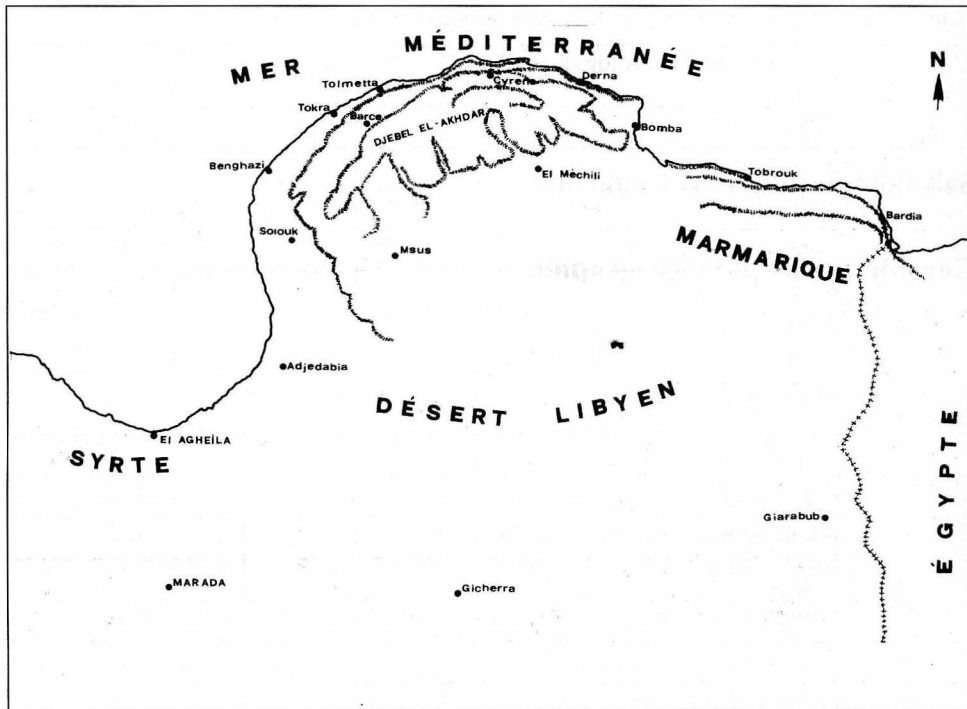 MER MÉDITERRANÉE
N
Tolmetta
Cyrene
Derna
Tokra
Barce
DJEBEL EL-AKHDAR
Bomba
Benghazi
El Mechili
Tobrouk
Bardia
Solouk
Msus
MARMARIQUE
Adjedabia
DÉSERT LIBYEN
El AGHEÏLA
SYRTE
Giarabub
ÉGYPTE
MARADA
Gicherra